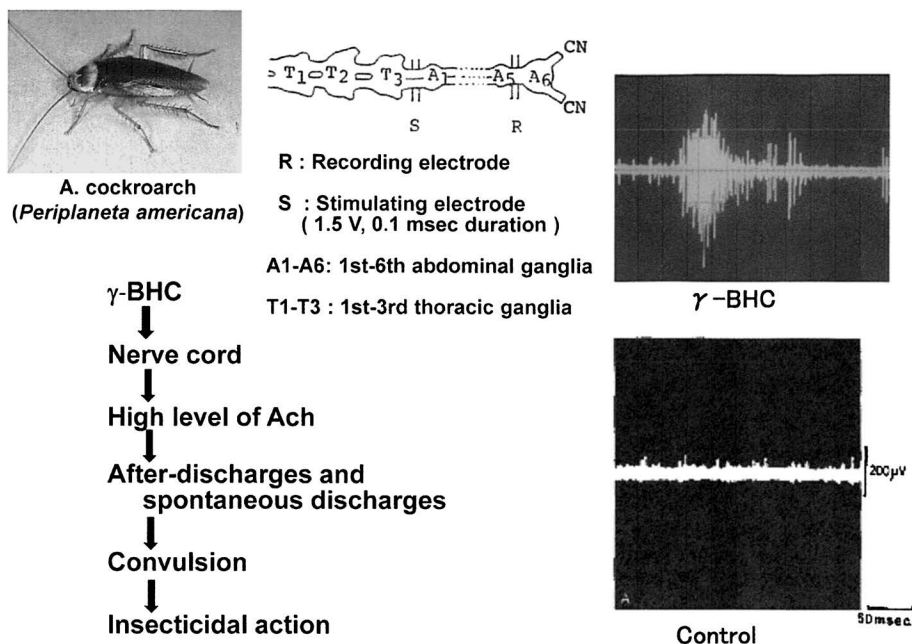 A. cockroarch
(Periplaneta americana)
T1 T2 T3 A1 A5 A6
CN
CN
S R
R : Recording electrode
S : Stimulating electrode
( 1.5 V, 0.1 msec duration )
A1-A6: 1st-6th abdominal ganglia
T1-T3 : 1st-3rd thoracic ganglia
γ-BHC
Nerve cord
High level of Ach
After-discharges and
spontaneous discharges
Convulsion
Insecticidal action
γ-BHC
200μV
A
50msec
Control